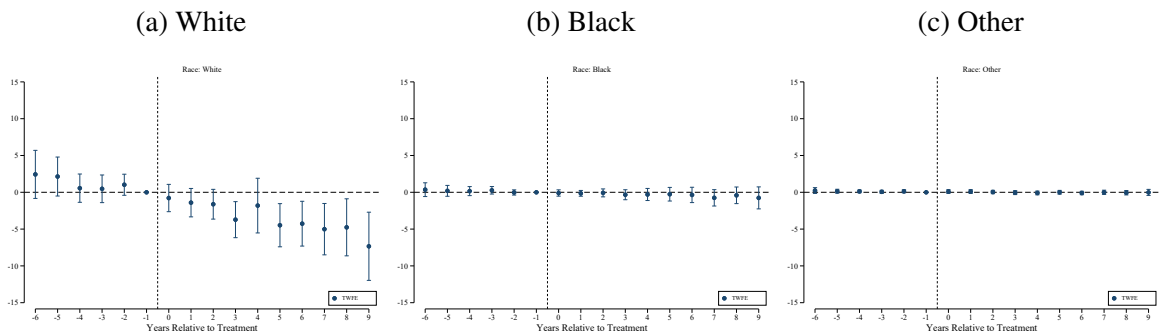 (a) White
(b) Black
(c) Other
Race: White
15
10
5
0
-5
-10
-15
-6 -5 -4 -3 -2 -1 0 1 2 3 4 5 6 7 8 9
Years Relative to Treatment
TWFE
Race: Black
15
10
5
0
-5
-10
-15
-6 -5 -4 -3 -2 -1 0 1 2 3 4 5 6 7 8 9
Years Relative to Treatment
TWFE
Race: Other
15
10
5
0
-5
-10
-15
-6 -5 -4 -3 -2 -1 0 1 2 3 4 5 6 7 8 9
Years Relative to Treatment
TWFE